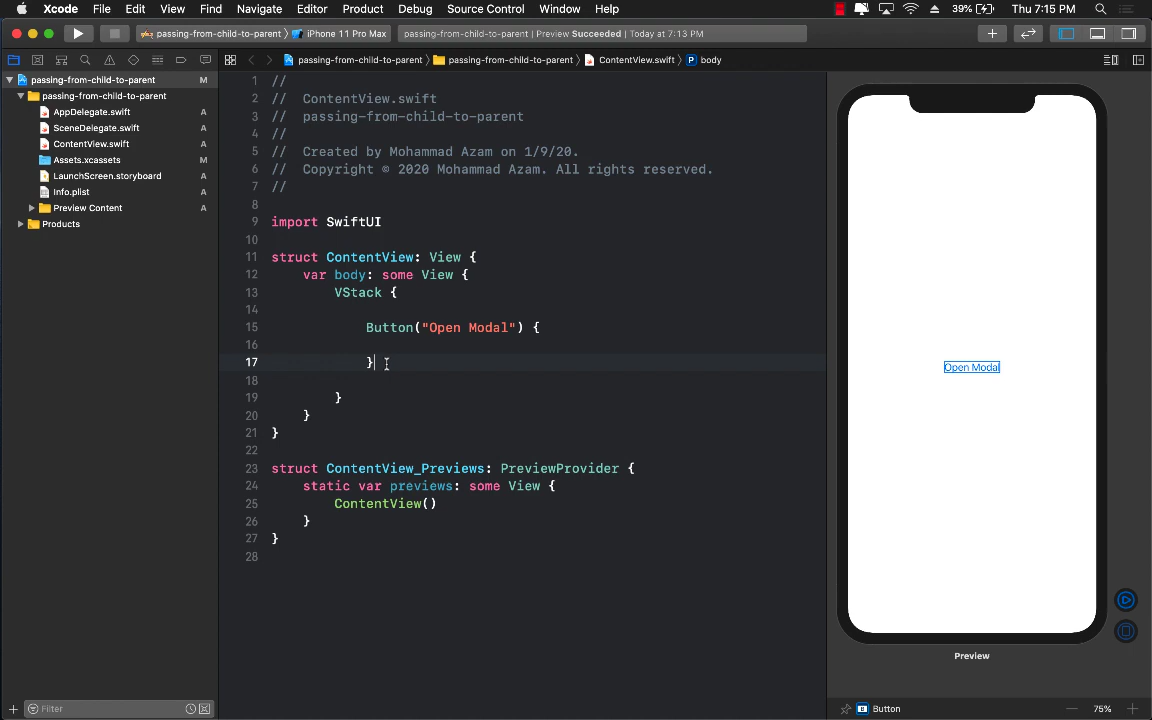 Xcode File Edit View Find Navigate Editor Product Debug Source Control Window Help 39% Thu 7:15 PM
passing-from-child-to-parent iPhone 11 Pro Max passing-from-child-to-parent | Preview Succeeded | Today at 7:13 PM
passing-from-child-to-parent passing-from-child-to-parent ContentView.swift P body
passing-from-child-to-parent M
passing-from-child-to-parent
AppDelegate.swift A
SceneDelegate.swift A
ContentView.swift A
Assets.xcassets M
LaunchScreen.storyboard A
Info.plist A
Preview Content A
Products
1 //
2 // ContentView.swift
3 // passing-from-child-to-parent
4 //
5 // Created by Mohammad Azam on 1/9/20.
6 // Copyright © 2020 Mohammad Azam. All rights reserved.
7 //
8
9 import SwiftUI
10
11 struct ContentView: View {
12 var body: some View {
13 VStack {
14
15 Button("Open Modal") {
16
17 }
18
19 }
20 }
21 }
22
23 struct ContentView_Previews: PreviewProvider {
24 static var previews: some View {
25 ContentView()
26 }
27 }
28
Open Modal
Preview
Filter
B Button 75%